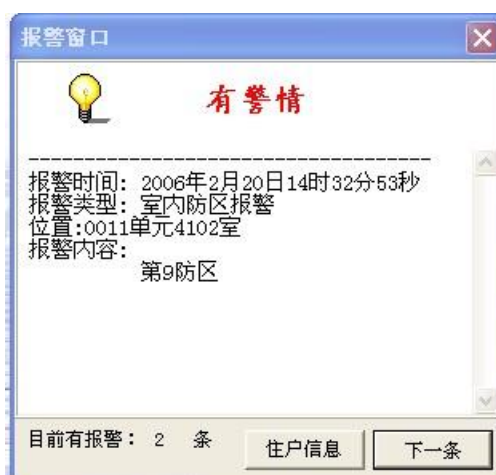 报警窗口
有警情
------------------------------------
报警时间: 2006年2月20日14时32分53秒
报警类型: 室内防区报警
位置:0011单元4102室
报警内容:
第9防区
目前有报警: 2 条
住户信息
下一条